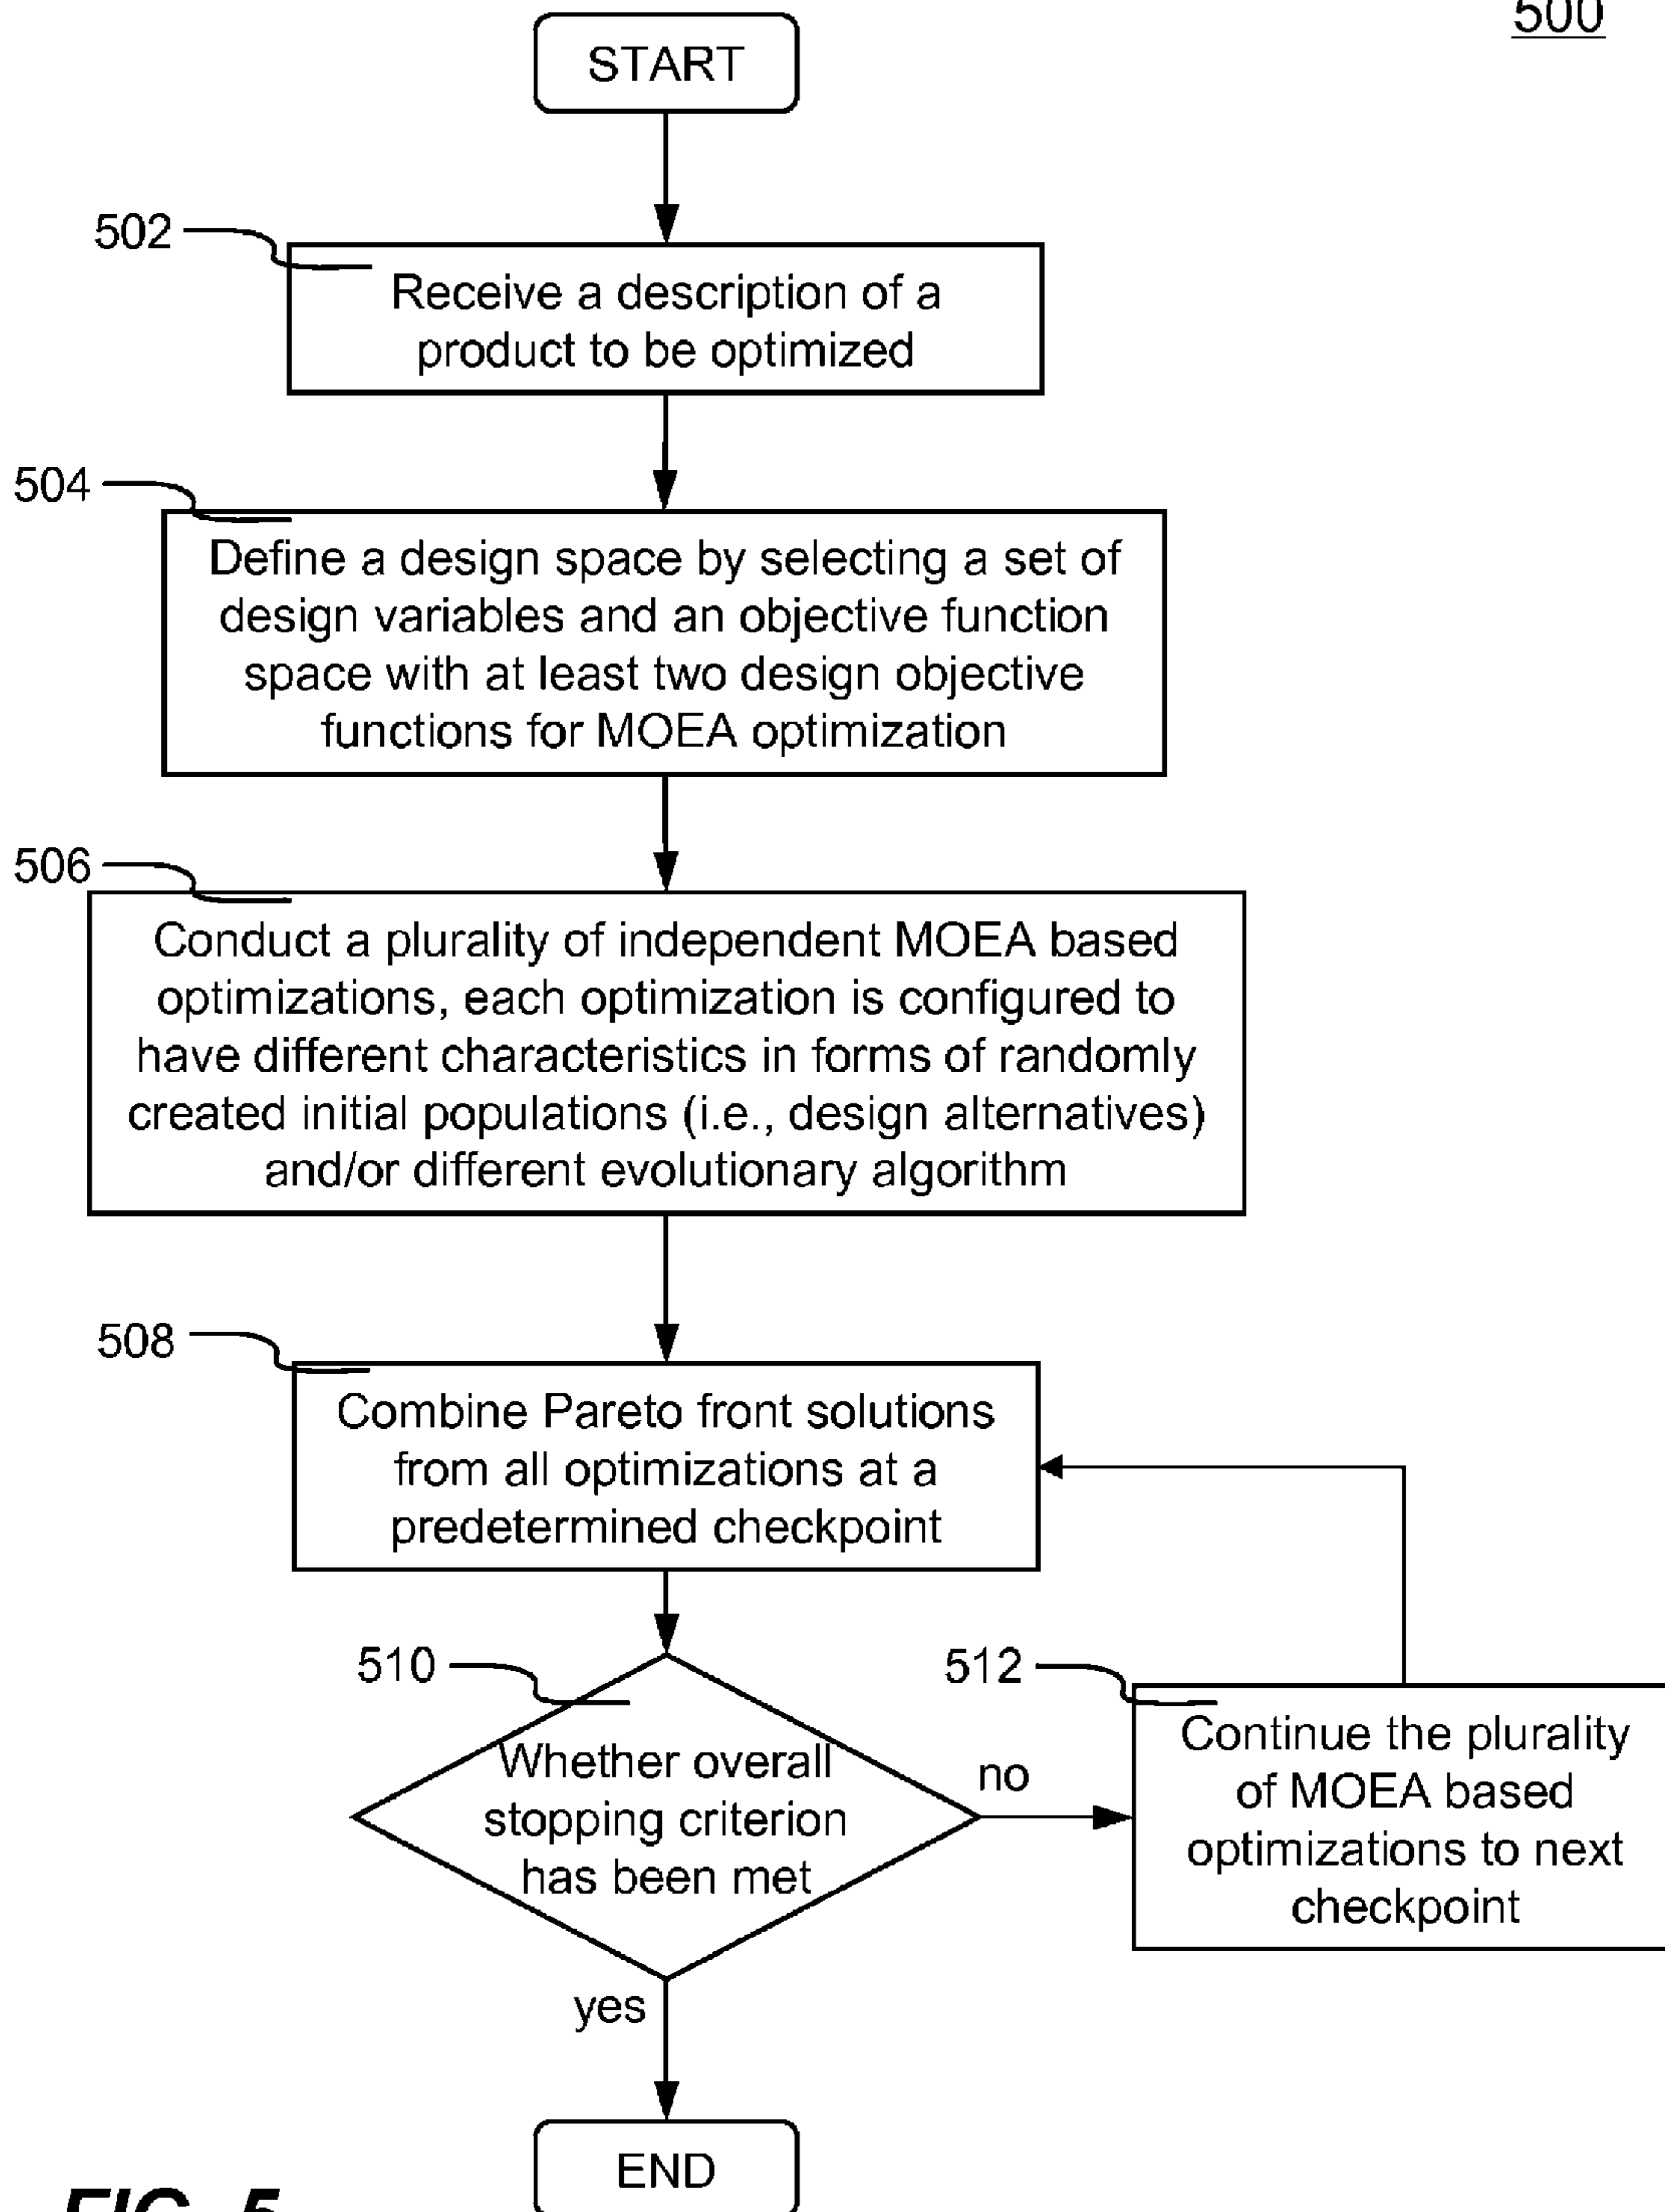 500
START
502
Receive a description of a
product to be optimized
504
Define a design space by selecting a set of
design variables and an objective function
space with at least two design objective
functions for MOEA optimization
506
Conduct a plurality of independent MOEA based
optimizations, each optimization is configured to
have different characteristics in forms of randomly
created initial populations (i.e., design alternatives)
and/or different evolutionary algorithm
508
Combine Pareto front solutions
from all optimizations at a
predetermined checkpoint
510
Whether overall
stopping criterion
has been met
no
512
Continue the plurality
of MOEA based
optimizations to next
checkpoint
yes
END
FIG. 5